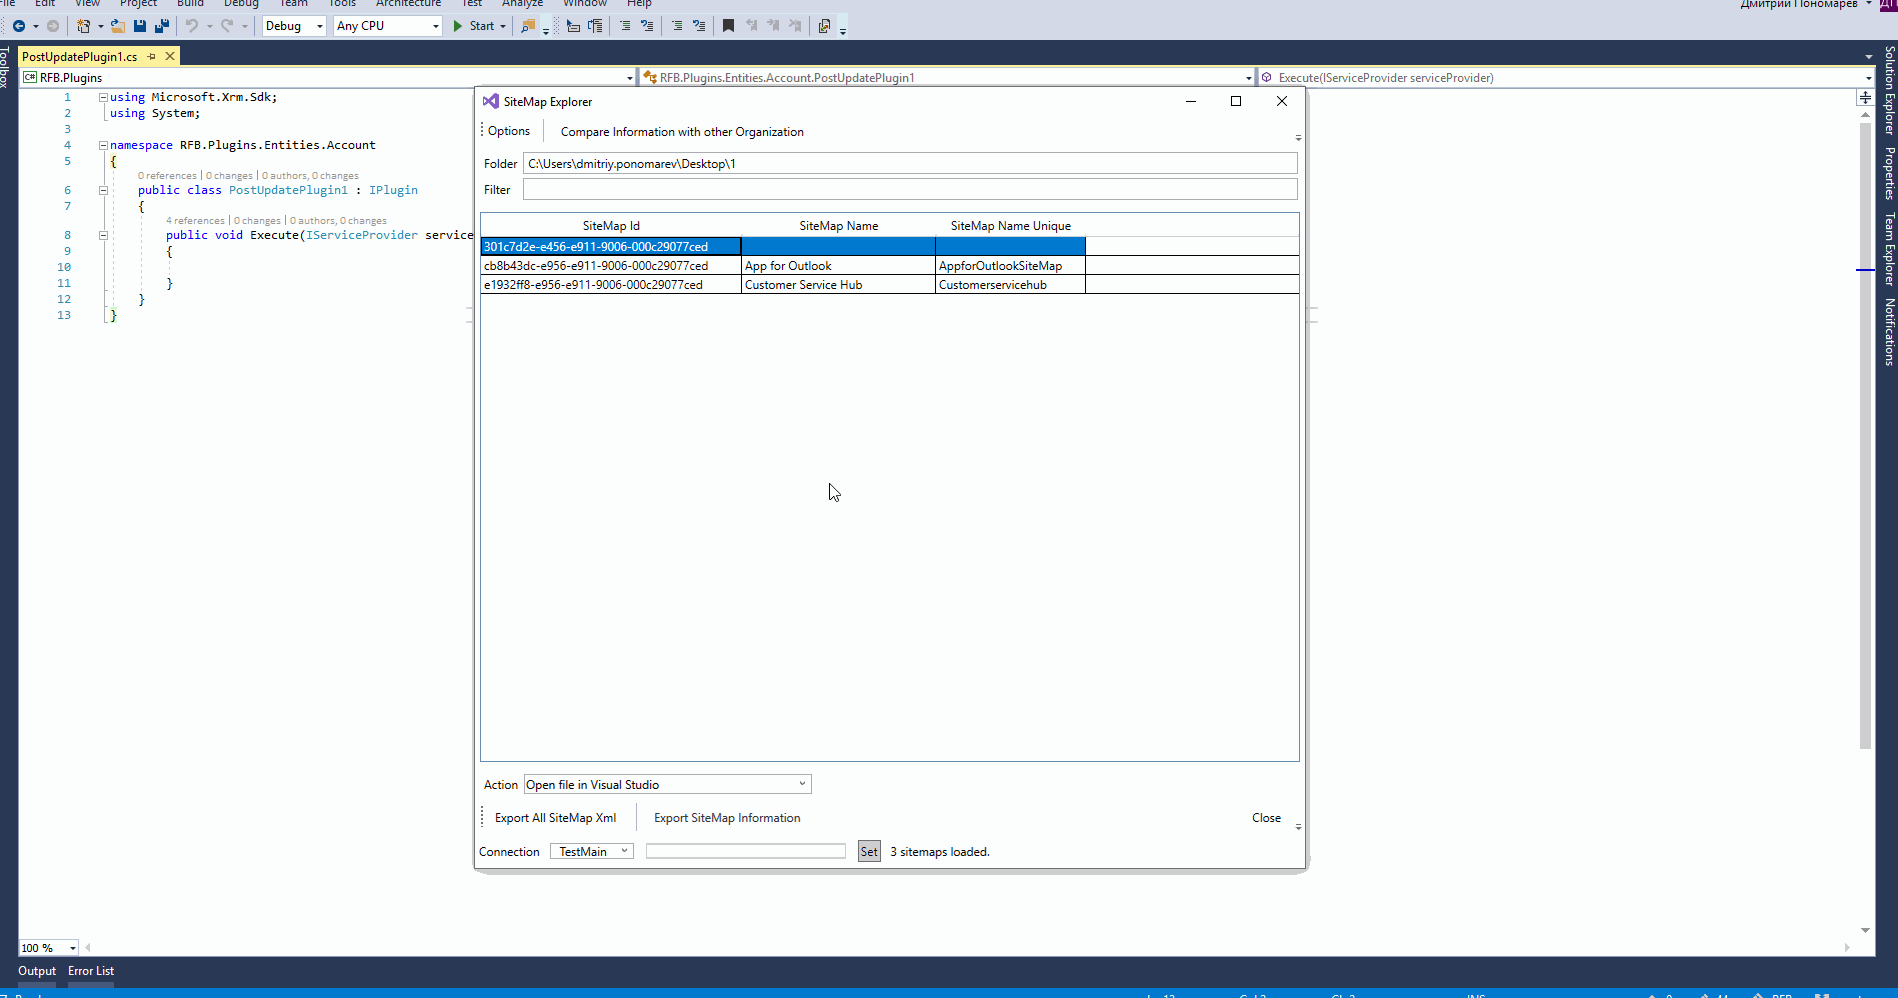 File Edit View Project Build Debug Team Tools Architecture Test Analyze Window Help
Дмитрий Пономарев
Debug Any CPU Start
Toolbox
PostUpdatePlugin1.cs
RFB.Plugins
RFB.Plugins.Entities.Account.PostUpdatePlugin1
Execute(IServiceProvider serviceProvider)
1 using Microsoft.Xrm.Sdk;
2 using System;
3
4 namespace RFB.Plugins.Entities.Account
5 {
0 references | 0 changes | 0 authors, 0 changes
6 public class PostUpdatePlugin1 : IPlugin
7 {
4 references | 0 changes | 0 authors, 0 changes
8 public void Execute(IServiceProvider service
9 {
10
11 }
12 }
13 }
SiteMap Explorer
Options Compare Information with other Organization
Folder C:\Users\dmitriy.ponomarev\Desktop\1
Filter
SiteMap Id SiteMap Name SiteMap Name Unique
301c7d2e-e456-e911-9006-000c29077ced
cb8b43dc-e956-e911-9006-000c29077ced App for Outlook AppforOutlookSiteMap
e1932ff8-e956-e911-9006-000c29077ced Customer Service Hub Customerservicehub
Action Open file in Visual Studio
Export All SiteMap Xml Export SiteMap Information Close
Connection TestMain Set 3 sitemaps loaded.
Solution Explorer
Properties
Team Explorer
Notifications
100 %
Output Error List